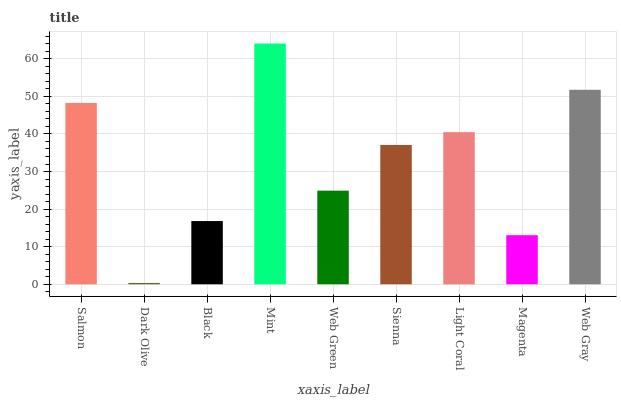 title
yaxis_label
60
50
40
30
20
10
0
Salmon
Dark Olive
Black
Mint
Web Green
Sienna
Light Coral
Magenta
Web Gray
xaxis_label